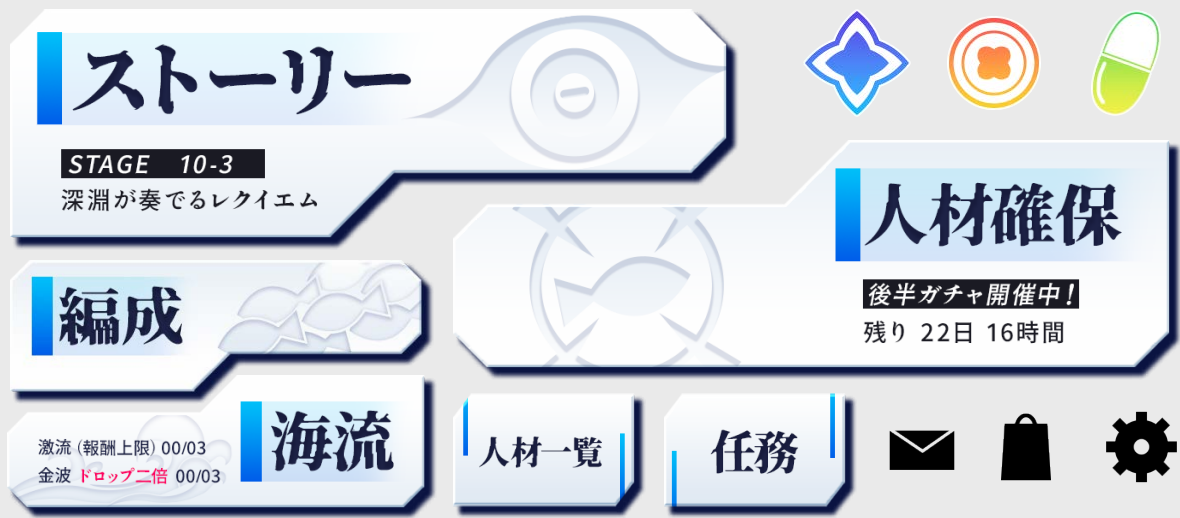 ストーリー
STAGE 10-3
深淵が奏でるレクイエム
人材確保
後半ガチャ開催中!
残り 22日 16時間
編成
海流
激流(報酬上限)00/03
金波 ドロップ二倍 00/03
人材一覧
任務